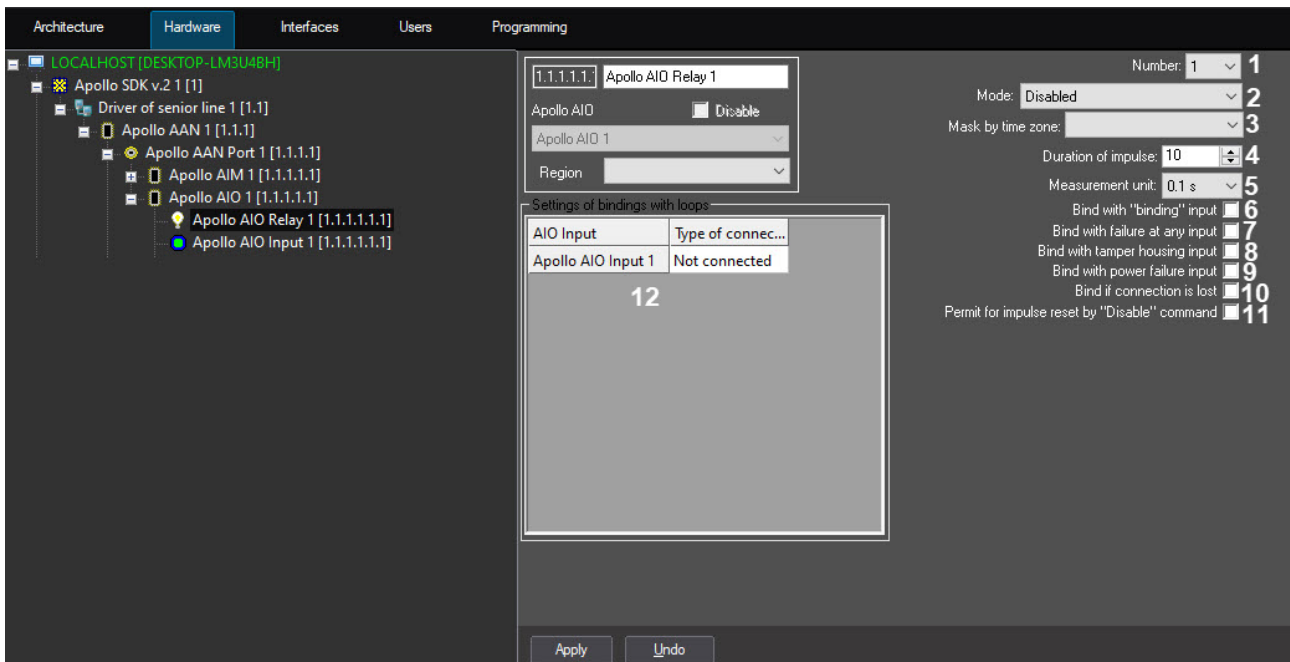 Architecture Hardware Interfaces Users Programming
LOCALHOST [DESKTOP-LM3U4BH]
Apollo SDK v.2 1 [1]
Driver of senior line 1 [1.1]
Apollo AAN 1 [1.1.1]
Apollo AAN Port 1 [1.1.1.1]
Apollo AIM 1 [1.1.1.1.1]
Apollo AIO 1 [1.1.1.1.1]
Apollo AIO Relay 1 [1.1.1.1.1.1]
Apollo AIO Input 1 [1.1.1.1.1.1]
1.1.1.1.1. Apollo AIO Relay 1
Apollo AIO Disable
Apollo AIO 1
Region
Settings of bindings with loops
AIO Input Type of connec...
Apollo AIO Input 1 Not connected
12
Number: 1 1
Mode: Disabled 2
Mask by time zone: 3
Duration of impulse: 10 4
Measurement unit: 0.1 s 5
Bind with "binding" input 6
Bind with failure at any input 7
Bind with tamper housing input 8
Bind with power failure input 9
Bind if connection is lost 10
Permit for impulse reset by "Disable" command 11
Apply Undo